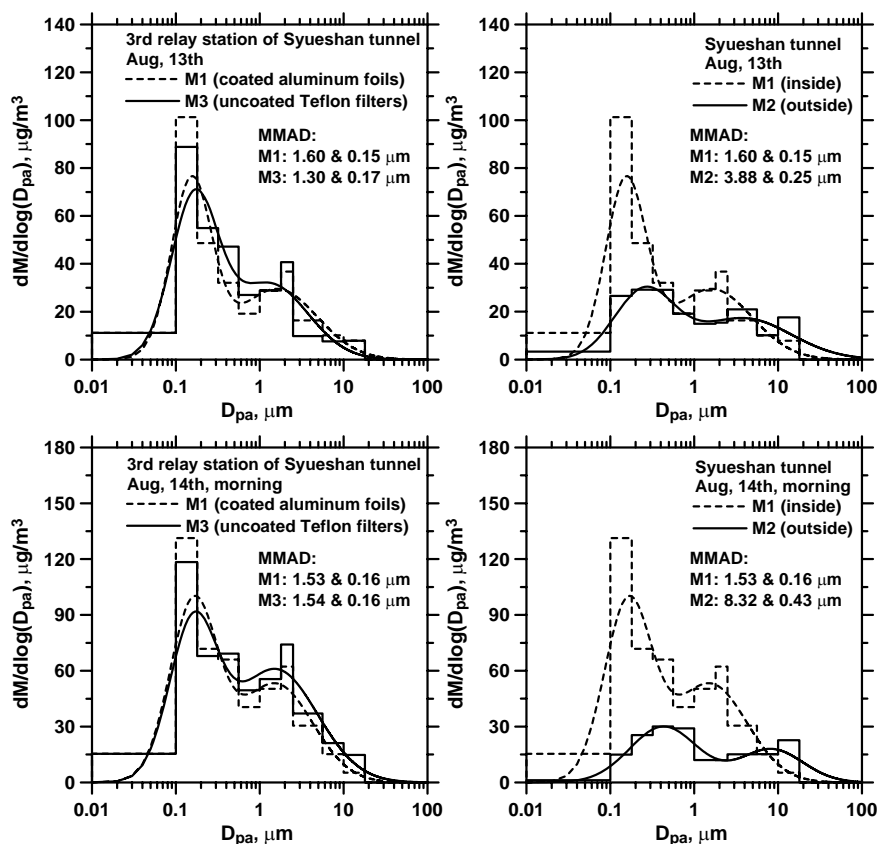 3rd relay station of Syueshan tunnel
Aug, 13th
M1 (coated aluminum foils)
M3 (uncoated Teflon filters)
MMAD:
M1: 1.60 & 0.15 μm
M3: 1.30 & 0.17 μm
dM/dlog(Dpa), μg/m3
140
120
100
80
60
40
20
0
0.01 0.1 1 10 100
Dpa, μm
Syueshan tunnel
Aug, 13th
M1 (inside)
M2 (outside)
MMAD:
M1: 1.60 & 0.15 μm
M2: 3.88 & 0.25 μm
dM/dlog(Dpa)
140
120
100
80
60
40
20
0
0.01 0.1 1 10 100
Dpa, μm
3rd relay station of Syueshan tunnel
Aug, 14th, morning
M1 (coated aluminum foils)
M3 (uncoated Teflon filters)
MMAD:
M1: 1.53 & 0.16 μm
M3: 1.54 & 0.16 μm
dM/dlog(Dpa), μg/m3
180
150
120
90
60
30
0
0.01 0.1 1 10 100
Dpa, μm
Syueshan tunnel
Aug, 14th, morning
M1 (inside)
M2 (outside)
MMAD:
M1: 1.53 & 0.16 μm
M2: 8.32 & 0.43 μm
dM/dlog(Dpa), μg/m3
180
150
120
90
60
30
0
0.01 0.1 1 10 100
Dpa, μm